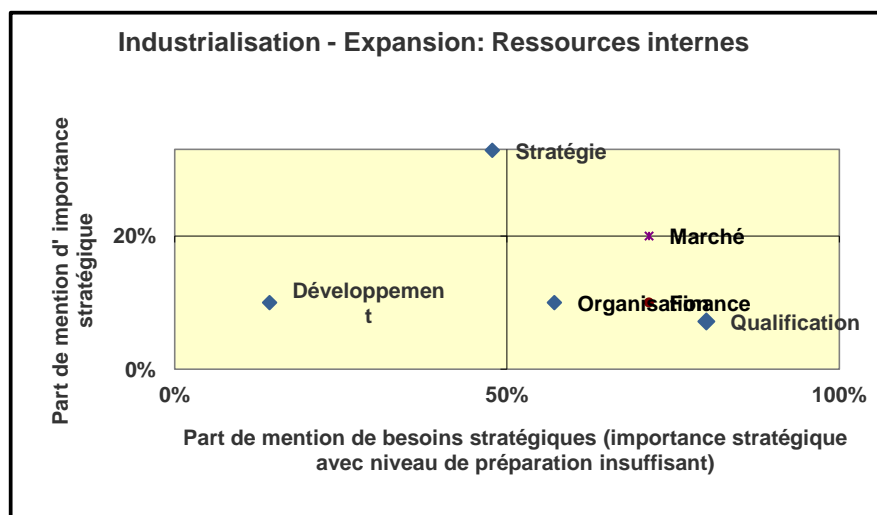 Industrialisation - Expansion: Ressources internes
Part de mention d' importance
stratégique
Stratégie
20%
Marché
Développemen
t
Organisation
Finance
Qualification
0%
0%
50%
100%
Part de mention de besoins stratégiques (importance stratégique
avec niveau de préparation insuffisant)